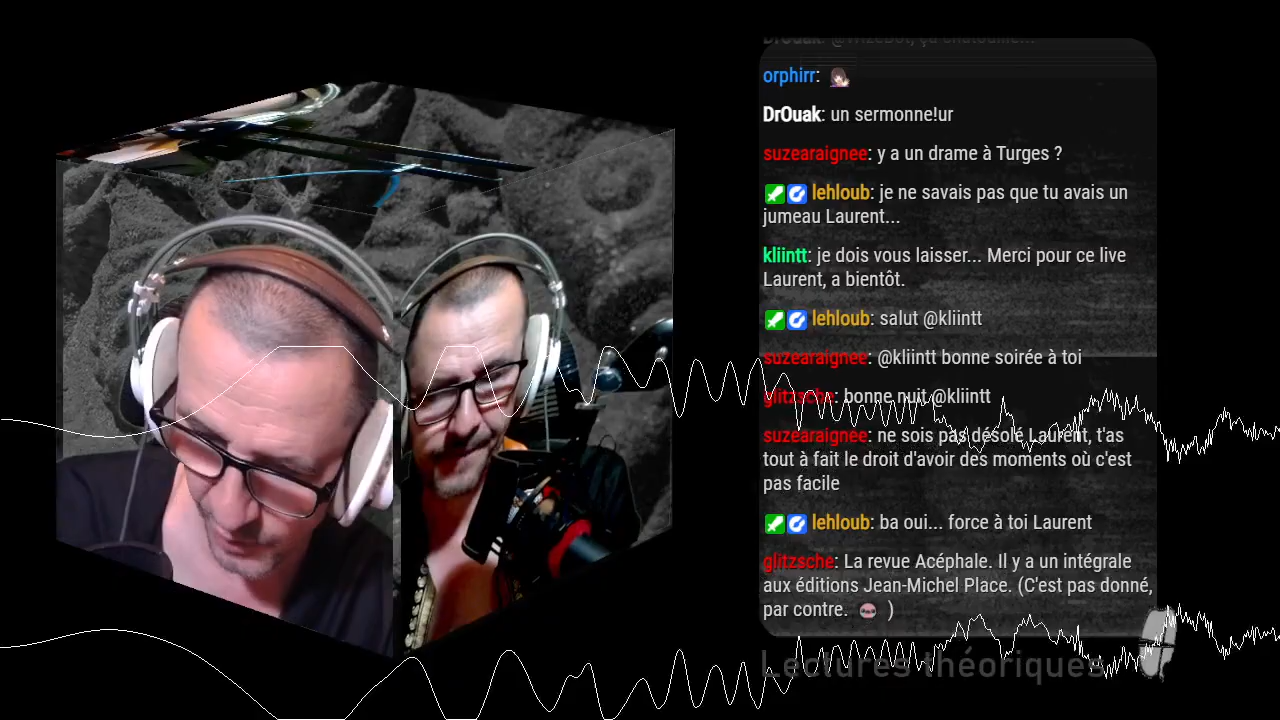 DrOuak: @WizeBot, ça chatouille...
orphirr:
DrOuak: un sermonne!ur
suzearaignee: y a un drame à Turges ?
lehloub: je ne savais pas que tu avais un
jumeau Laurent...
kliintt: je dois vous laisser... Merci pour ce live
Laurent, a bientôt.
lehloub: salut @kliintt
suzearaignee: @kliintt bonne soirée à toi
glitzsche: bonne nuit @kliintt
suzearaignee: ne sois pas désolé Laurent, t'as
tout à fait le droit d'avoir des moments où c'est
pas facile
lehloub: ba oui... force à toi Laurent
glitzsche: La revue Acéphale. Il y a un intégrale
aux éditions Jean-Michel Place. (C'est pas donné,
par contre. )
Lectures théoriques